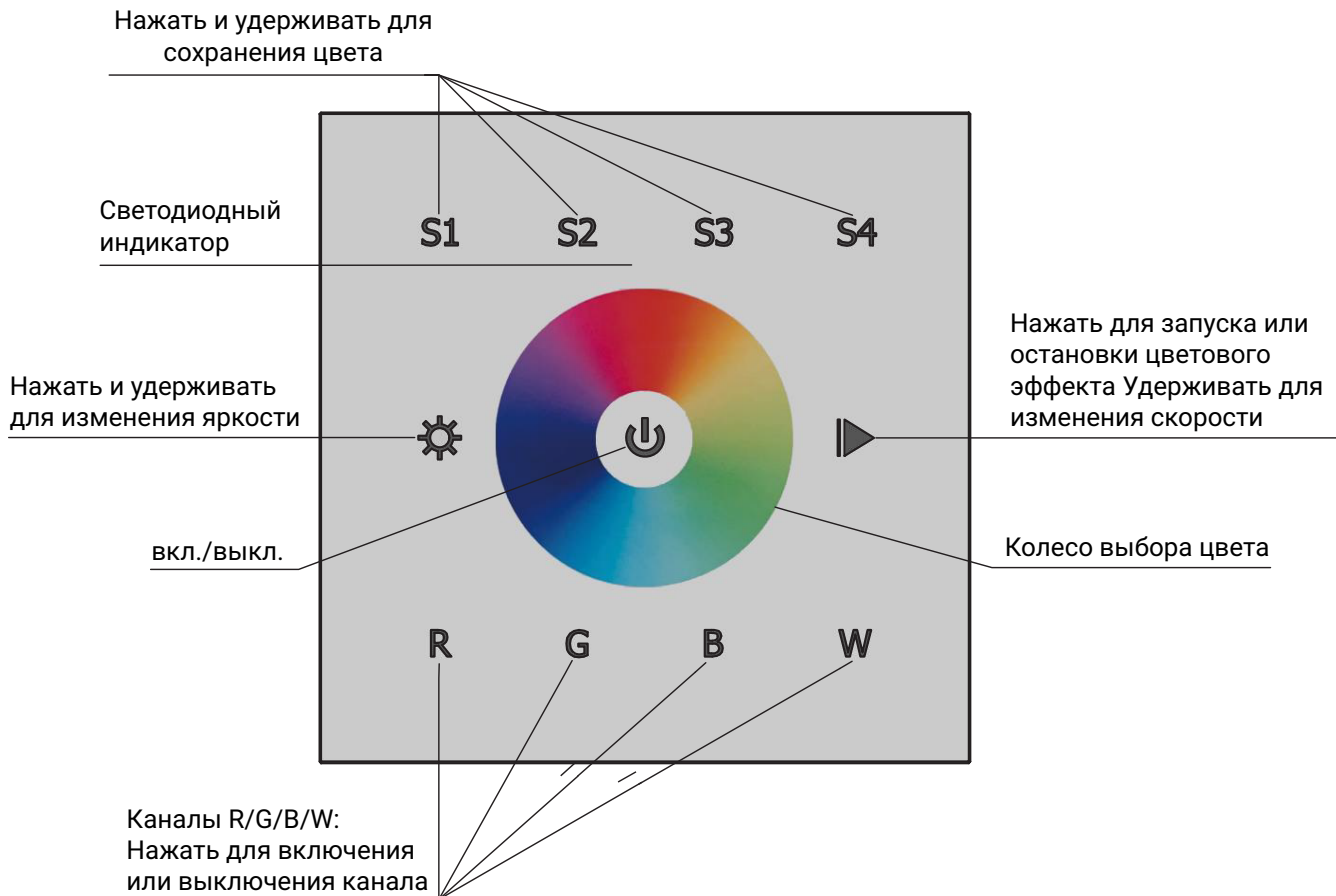 Нажать и удерживать для
сохранения цвета
S1 S2 S3 S4
Светодиодный
индикатор
Нажать для запуска или
остановки цветового
эффекта Удерживать для
изменения скорости
Нажать и удерживать
для изменения яркости
вкл./выкл.
Колесо выбора цвета
R G B W
Каналы R/G/B/W:
Нажать для включения
или выключения канала